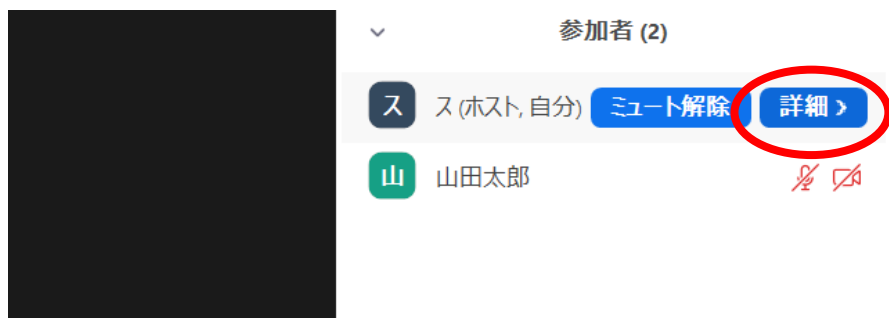 参加者 (2)
ス ス (ホスト, 自分) ミュート解除 詳細 >
山 山田太郎